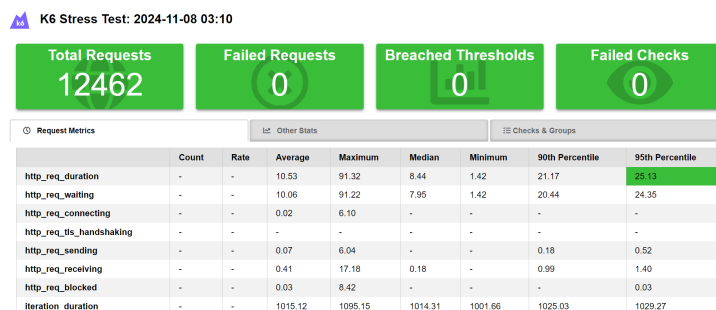 k6 K6 Stress Test: 2024-11-08 03:10
Total Requests Failed Requests Breached Thresholds Failed Checks
12462 0 0 0
Request Metrics Other Stats Checks & Groups
Count Rate Average Maximum Median Minimum 90th Percentile 95th Percentile
http_req_duration - - 10.53 91.32 8.44 1.42 21.17 25.13
http_req_waiting - - 10.06 91.22 7.95 1.42 20.44 24.35
http_req_connecting - - 0.02 6.10 - - - -
http_req_tls_handshaking - - - - - - - -
http_req_sending - - 0.07 6.04 - - 0.18 0.52
http_req_receiving - - 0.41 17.18 0.18 - 0.99 1.40
http_req_blocked - - 0.03 8.42 - - - 0.03
iteration_duration - - 1015.12 1095.15 1014.31 1001.66 1025.03 1029.27